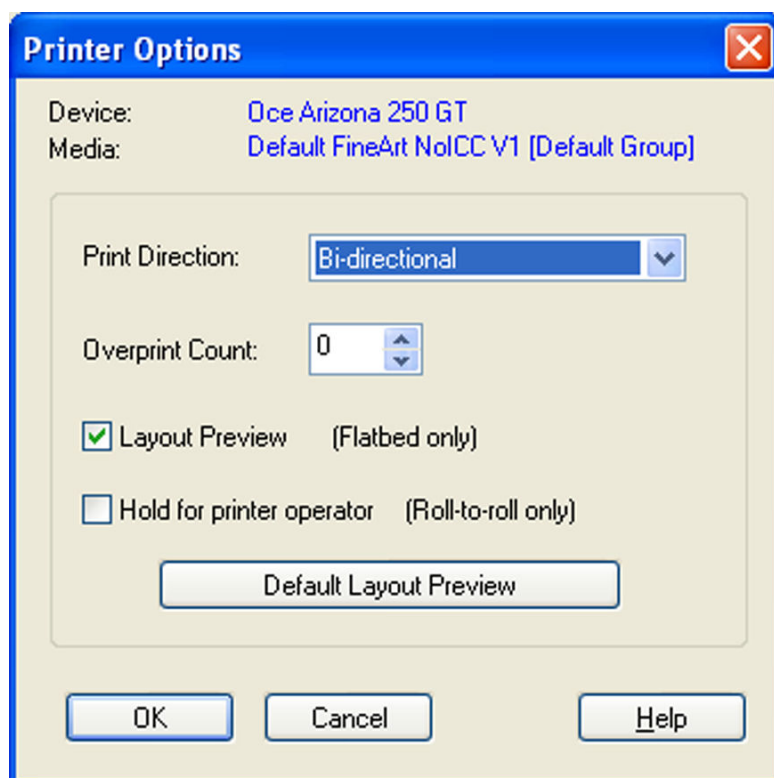 Printer Options
Device: Oce Arizona 250 GT
Media: Default FineArt NoICC V1 [Default Group]
Print Direction: Bi-directional
Overprint Count: 0
Layout Preview (Flatbed only)
Hold for printer operator (Roll-to-roll only)
Default Layout Preview
OK Cancel Help